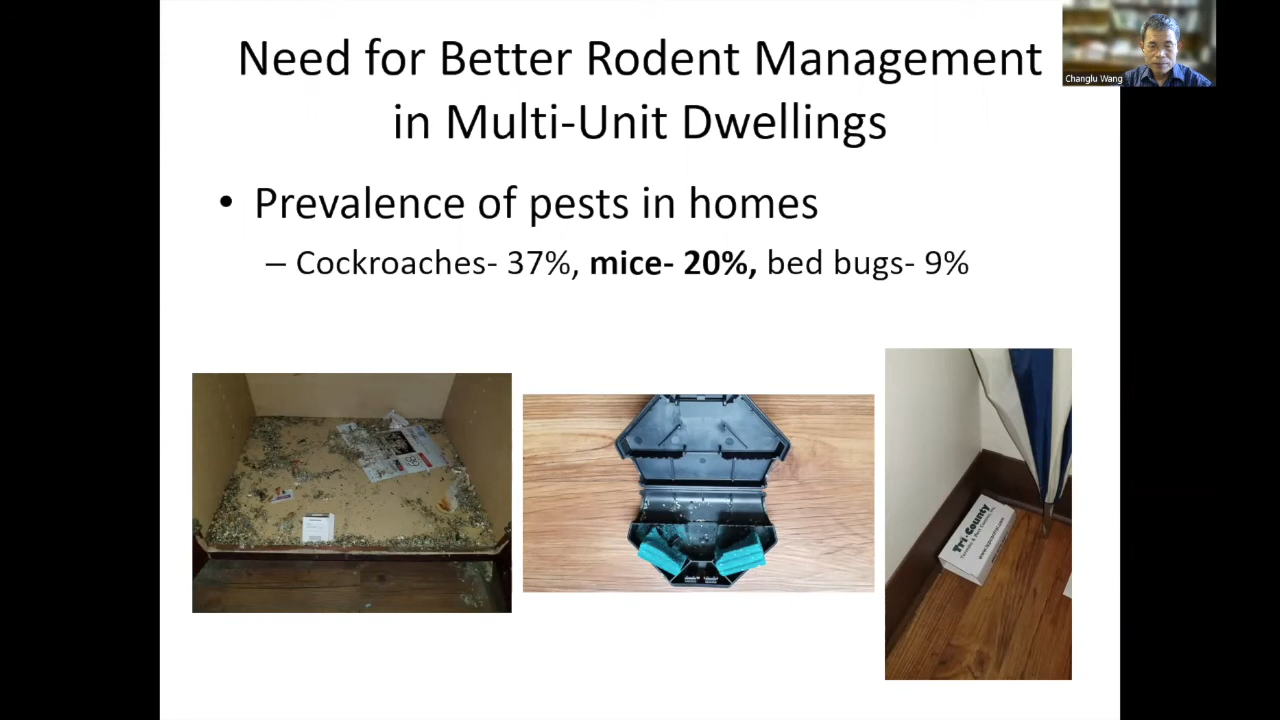 Need for Better Rodent Management
in Multi-Unit Dwellings
Changlu Wang
• Prevalence of pests in homes
– Cockroaches- 37%, mice- 20%, bed bugs- 9%
Tri-County